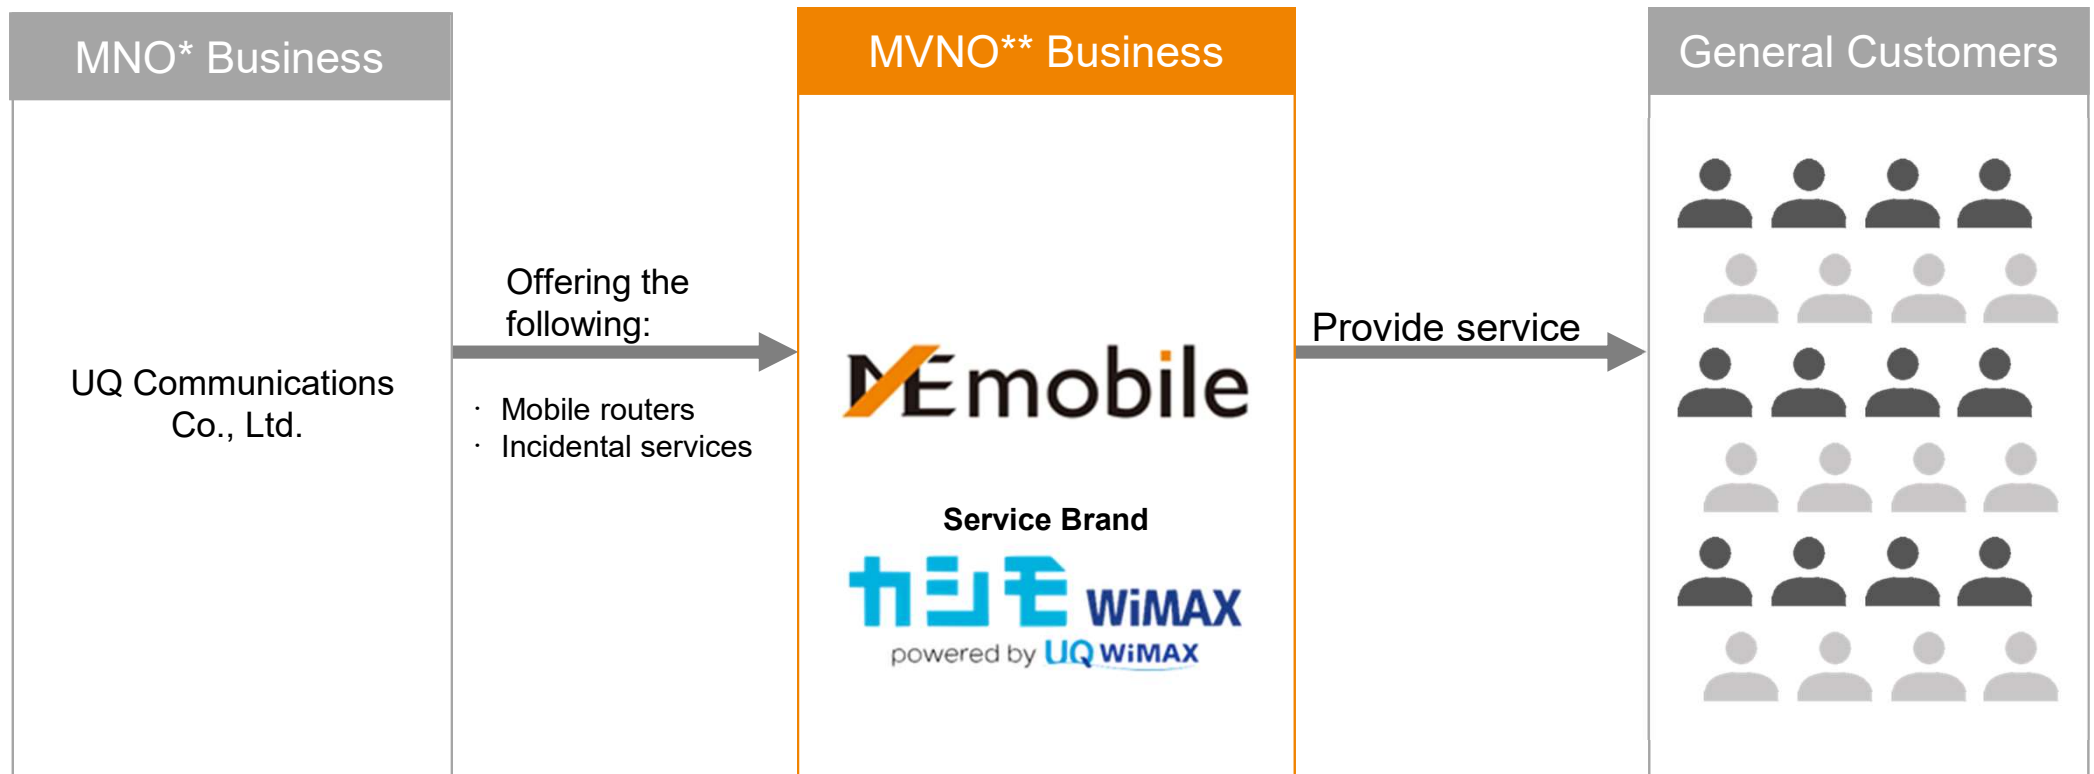 MNO* Business
MVNO** Business
General Customers
Offering the
following:
Provide service
UQ Communications
Co., Ltd.
· Mobile routers
· Incidental services
MEmobile
Service Brand
カシモ WiMAX
powered by UQ WiMAX